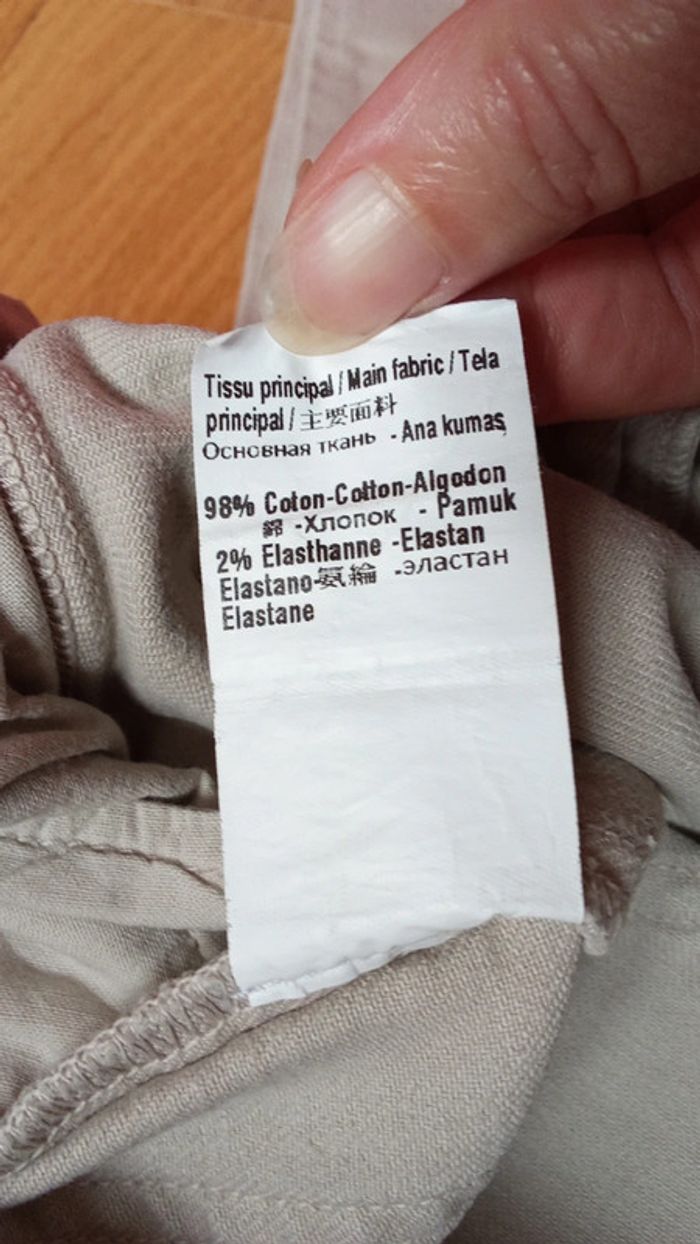 Tissu principal / Main fabric / Tela
principal / 主要面料
Основная ткань - Ana kumaş
98% Coton-Cotton-Algodon
綿 -Хлопок - Pamuk
2% Elasthanne -Elastan
Elastano-氨綸 -эластан
Elastane